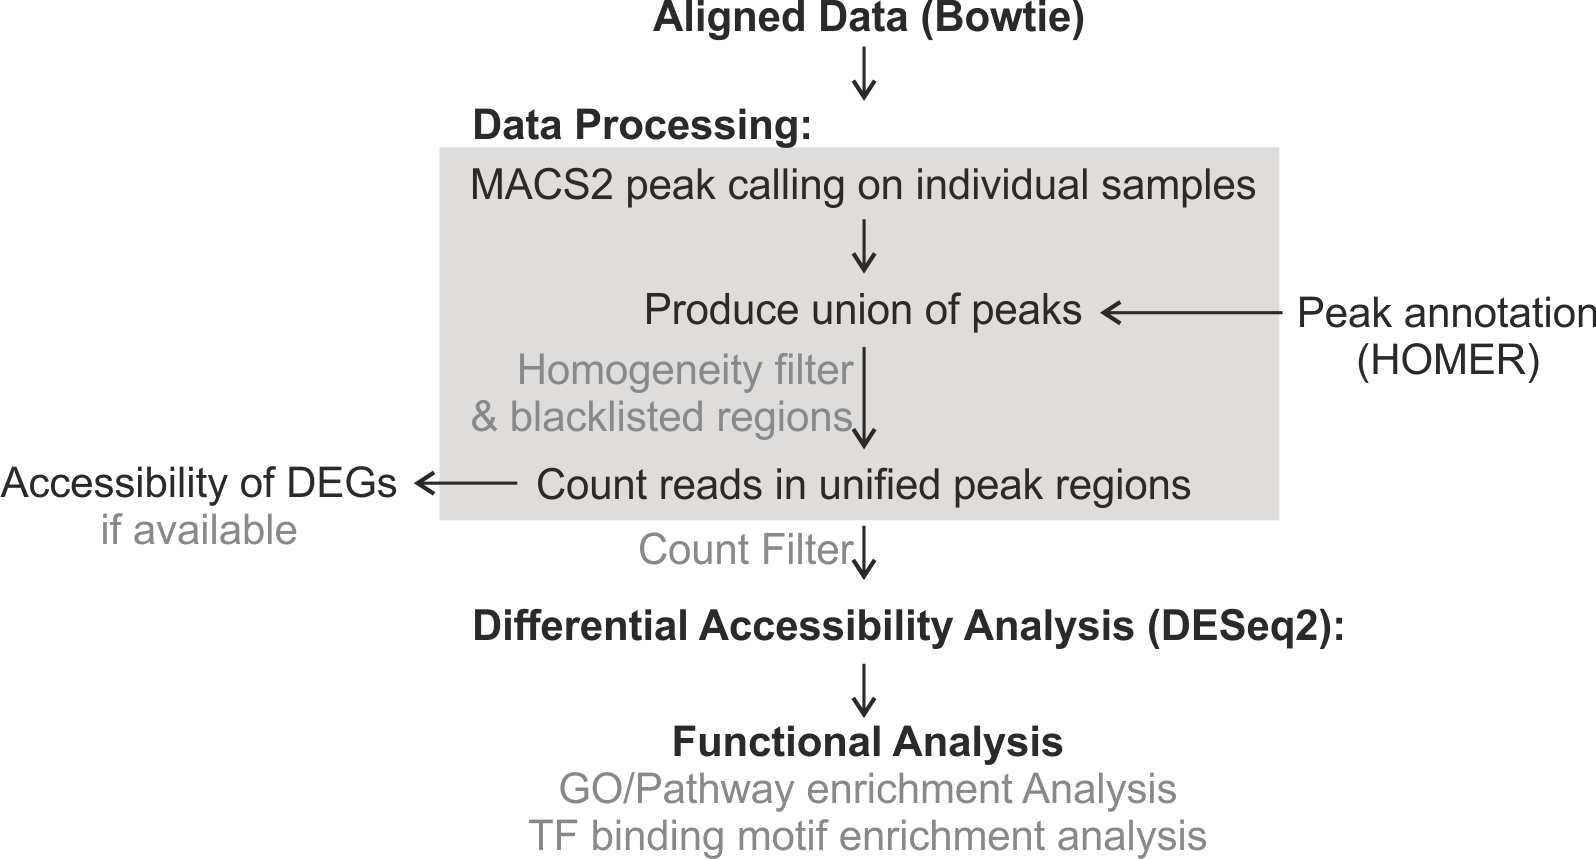 Aligned Data (Bowtie)
Data Processing:
MACS2 peak calling on individual samples
Produce union of peaks
Peak annotation
(HOMER)
Homogeneity filter
& blacklisted regions
Accessibility of DEGs
if available
Count reads in unified peak regions
Count Filter
Differential Accessibility Analysis (DESeq2):
Functional Analysis
GO/Pathway enrichment Analysis
TF binding motif enrichment analysis